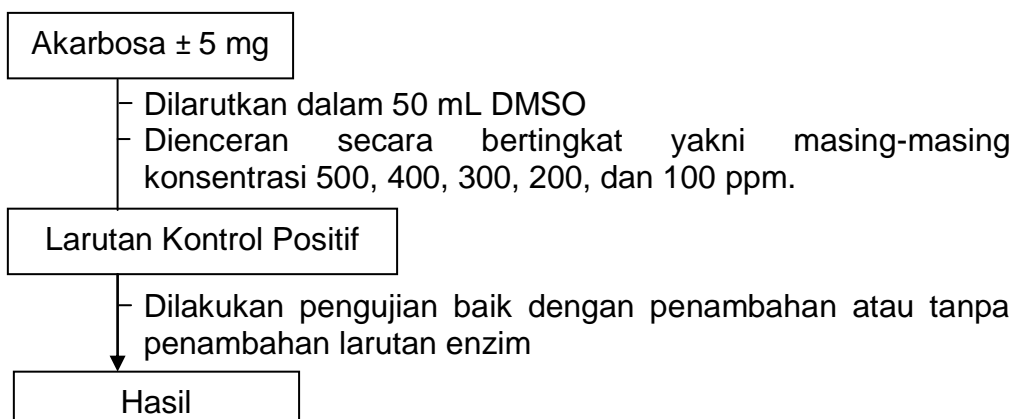 Akarbosa ± 5 mg
− Dilarutkan dalam 50 mL DMSO
− Dienceran secara bertingkat yakni masing-masing
konsentrasi 500, 400, 300, 200, dan 100 ppm.
Larutan Kontrol Positif
− Dilakukan pengujian baik dengan penambahan atau tanpa
penambahan larutan enzim
Hasil